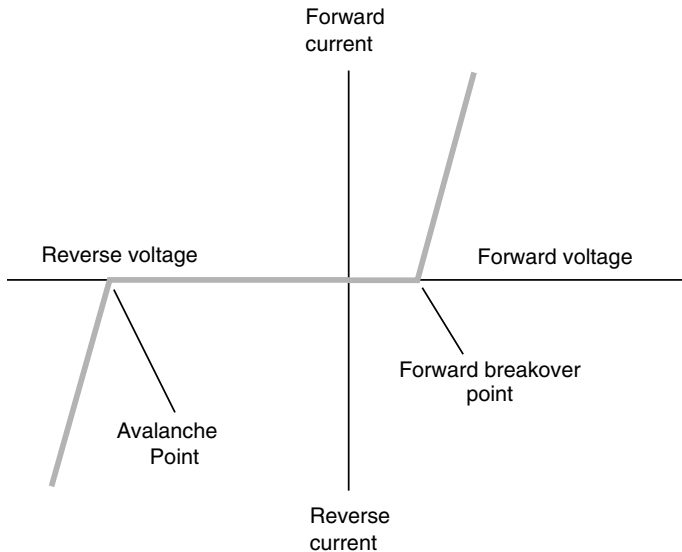 Forward
current
Reverse voltage
Forward voltage
Forward breakover
point
Avalanche
Point
Reverse
current